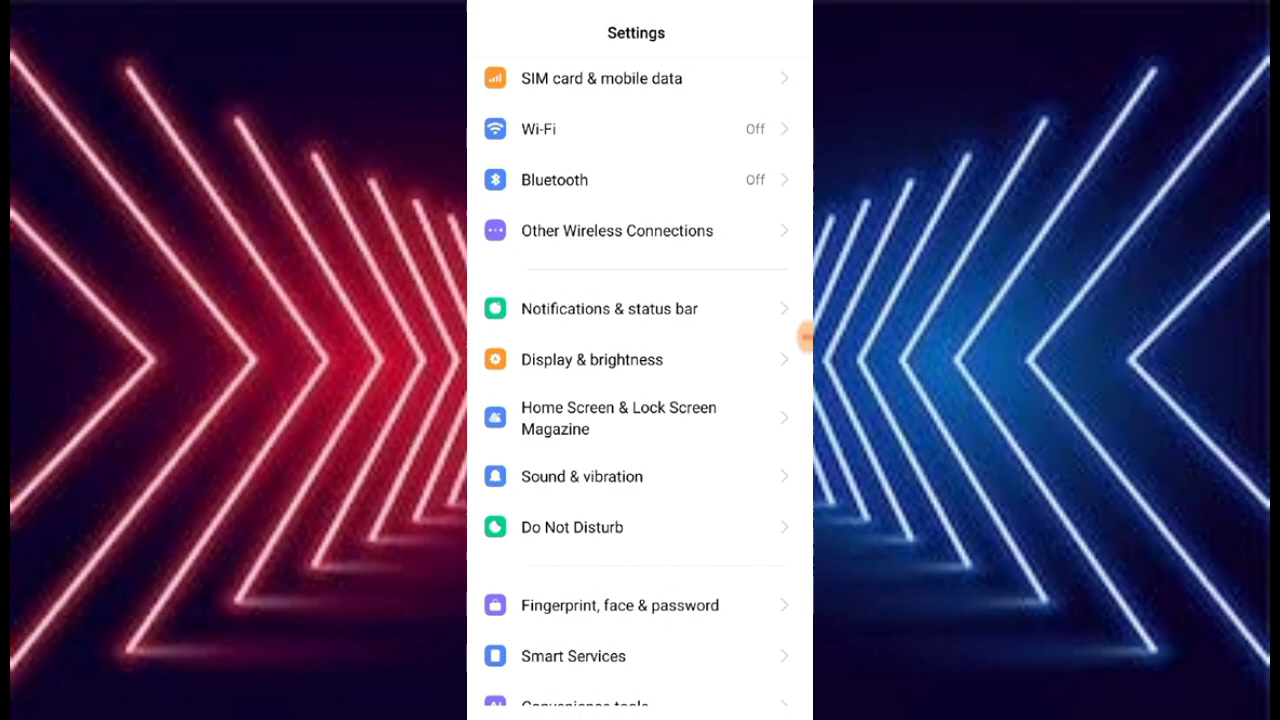 Settings
SIM card & mobile data
Wi-Fi Off
Bluetooth Off
Other Wireless Connections
Notifications & status bar
Display & brightness
Home Screen & Lock Screen
Magazine
Sound & vibration
Do Not Disturb
Fingerprint, face & password
Smart Services
Convenience tools